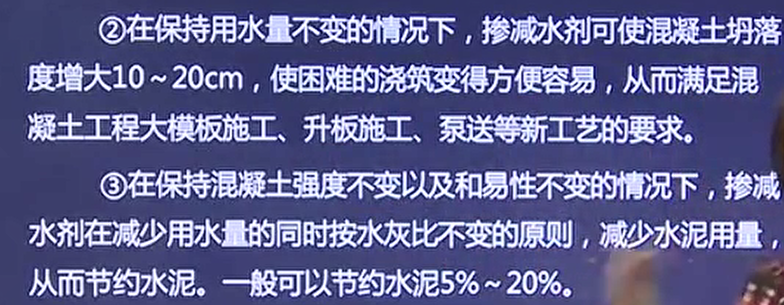 ②在保持用水量不变的情况下，掺减水剂可使混凝土坍落
度增大10～20cm，使困难的浇筑变得方便容易，从而满足混
凝土工程大模板施工、升板施工、泵送等新工艺的要求。
③在保持混凝土强度不变以及和易性不变的情况下，掺减
水剂在减少用水量的同时按水灰比不变的原则，减少水泥用量，
从而节约水泥。一般可以节约水泥5%～20%。